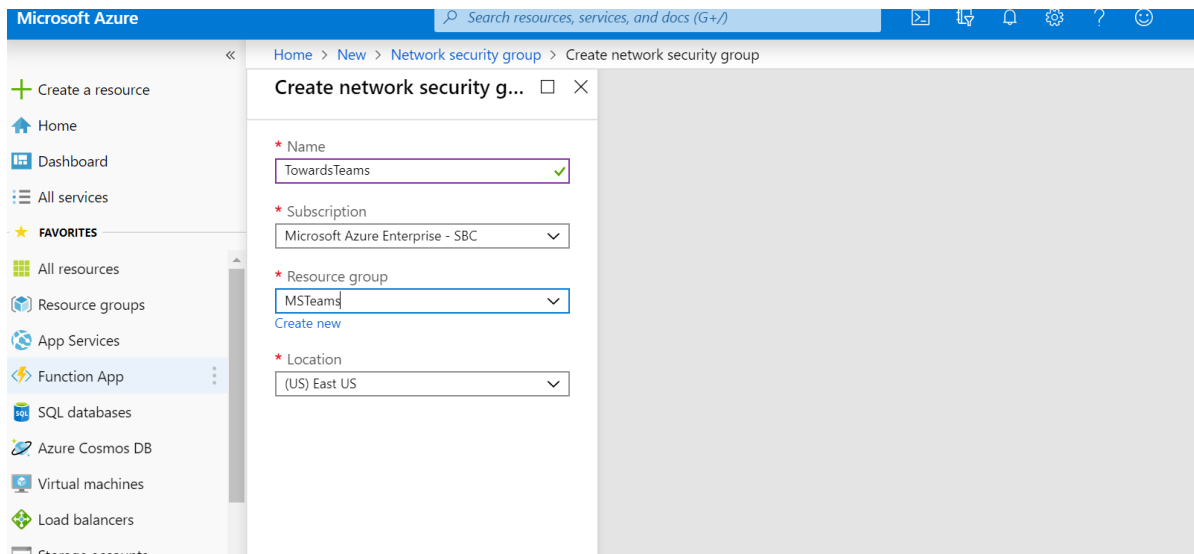 Microsoft Azure
Search resources, services, and docs (G+/)
«
Home > New > Network security group > Create network security group
Create a resource
Home
Dashboard
All services
FAVORITES
All resources
Resource groups
App Services
Function App
SQL databases
Azure Cosmos DB
Virtual machines
Load balancers
Storage accounts
Create network security g...
* Name
TowardsTeams
* Subscription
Microsoft Azure Enterprise - SBC
* Resource group
MSTeams
Create new
* Location
(US) East US